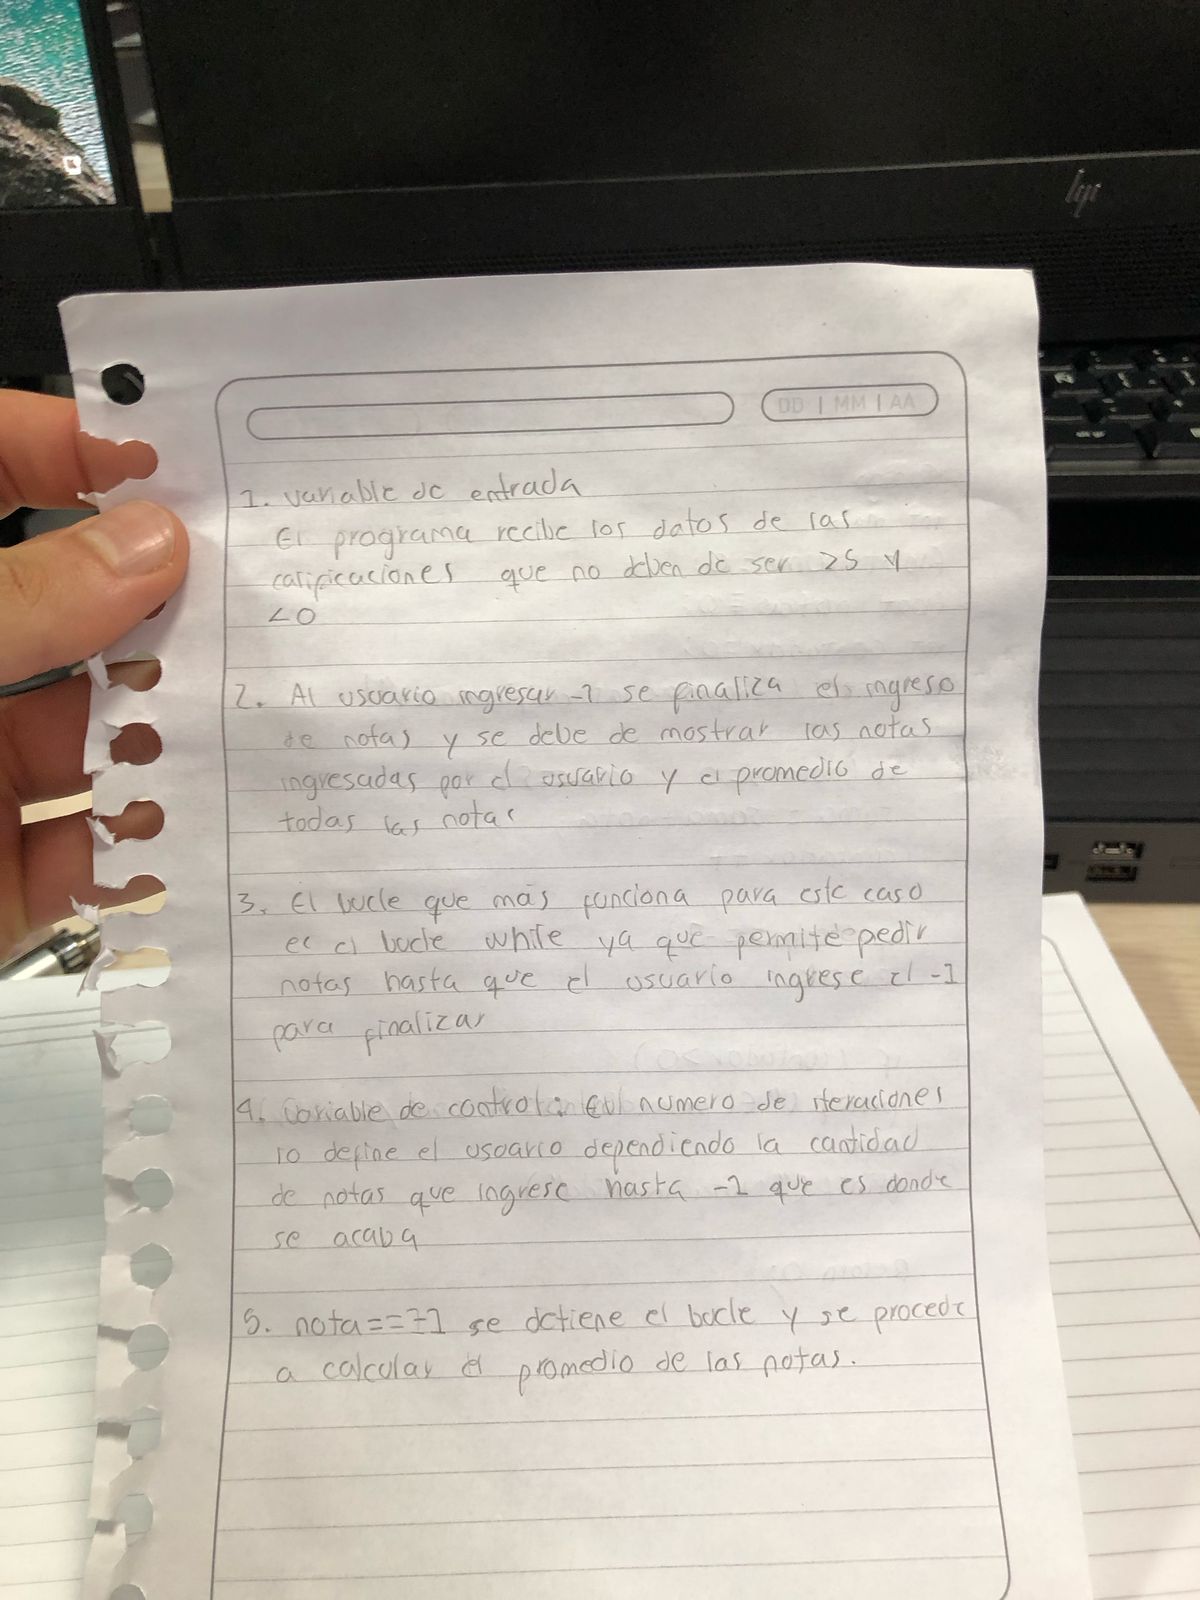 hp
DD | MM | AA
1. variable de entrada
El programa recibe los datos de las
calificaciones que no deben de ser >5 y
<0
2. Al usuario ingresar -1 se finaliza el ingreso
de notas y se debe de mostrar las notas
ingresadas por el usuario y el promedio de
todas las notas
3. El bucle que más funciona para este caso
es el bucle while ya que permite pedir
notas hasta que el usuario ingrese el -1
para finalizar
4. Variable de control: El numero de iteraciones
lo define el usuario dependiendo la cantidad
de notas que ingrese hasta -1 que es donde
se acaba
5. nota==-1 se detiene el bucle y se procede
a calcular el promedio de las notas.